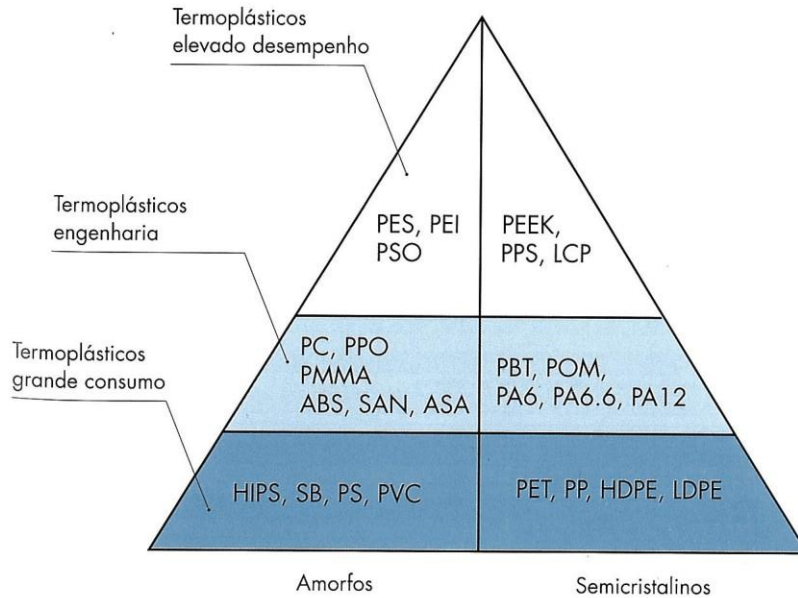 Termoplásticos
elevado desempenho
Termoplásticos
engenharia
Termoplásticos
grande consumo
PES, PEI
PSO
PEEK,
PPS, LCP
PC, PPO
PMMA
ABS, SAN, ASA
PBT, POM,
PA6, PA6.6, PA12
HIPS, SB, PS, PVC
PET, PP, HDPE, LDPE
Amorfos
Semicristalinos